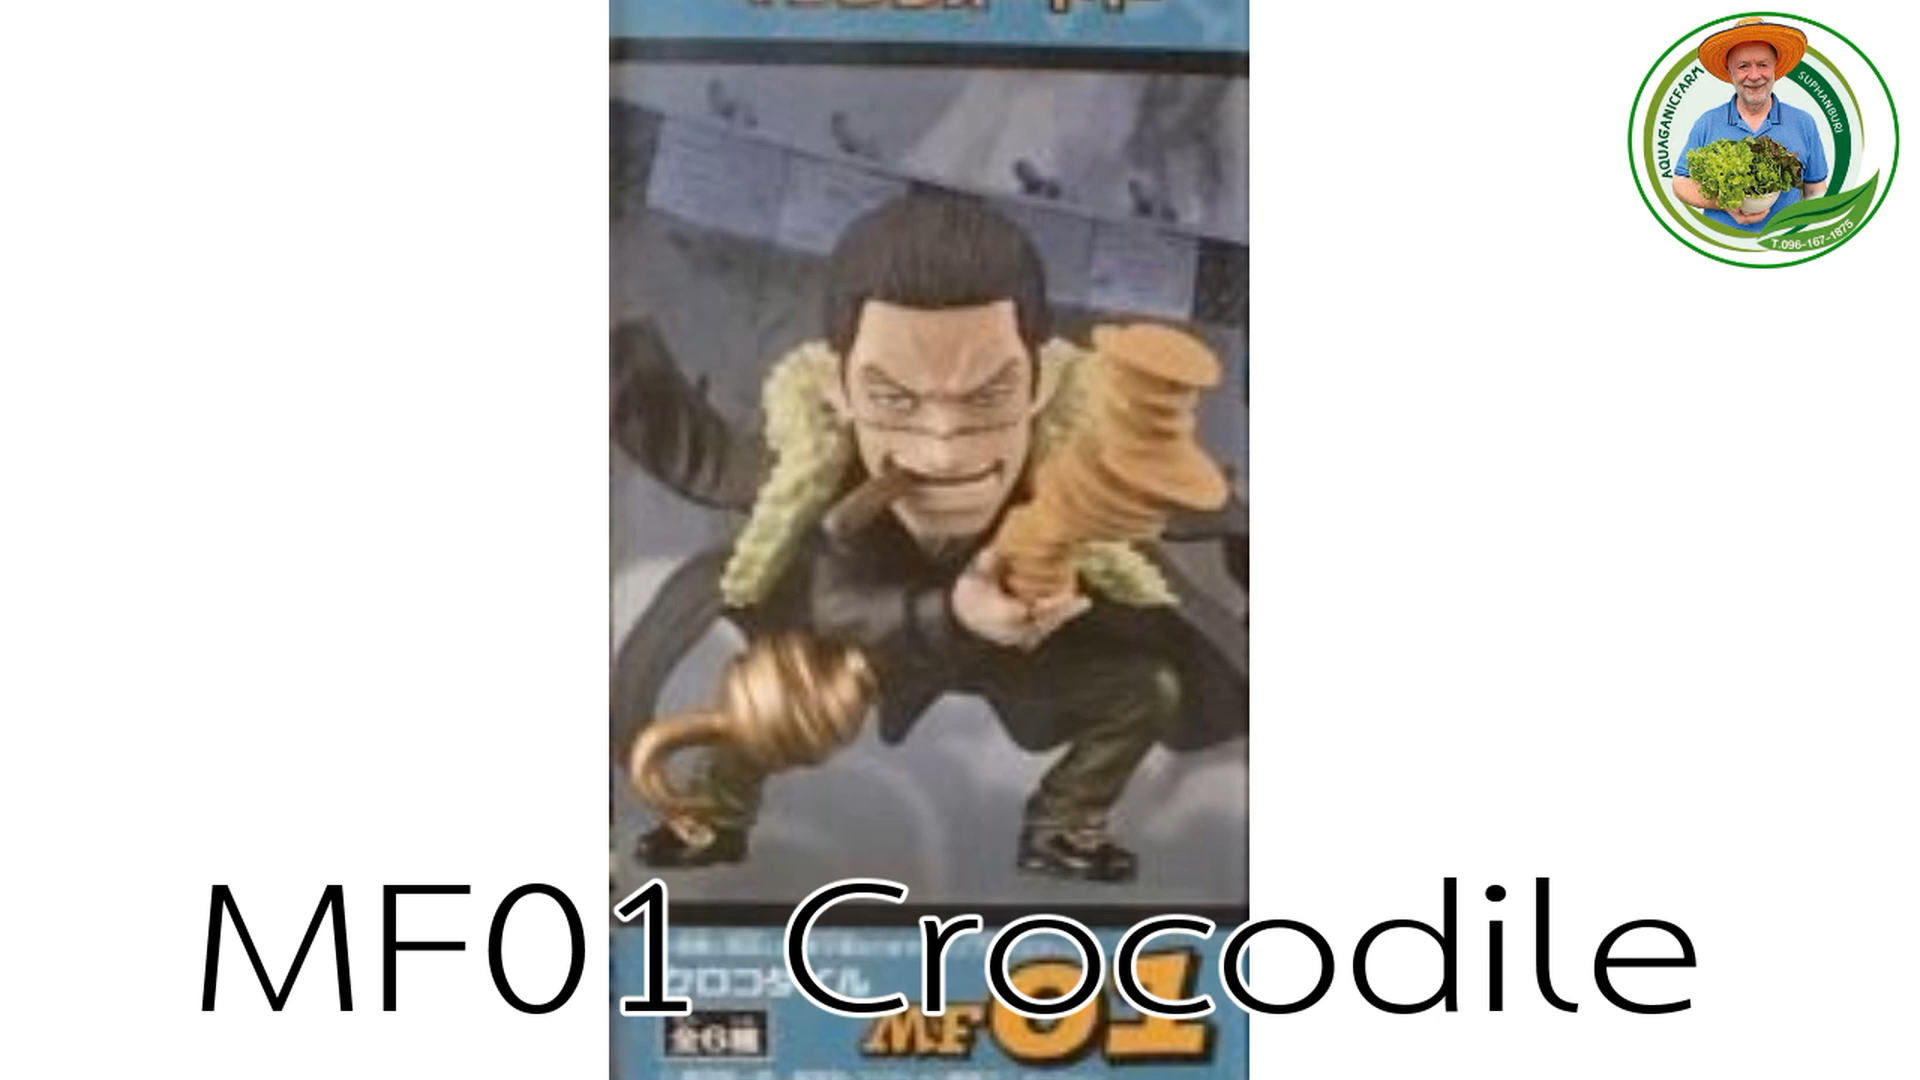 AQUAGANICFARM
SUPHANBURI
T.096-167-1875
MF01 Crocodile
クロコダイル
全6種
MF01